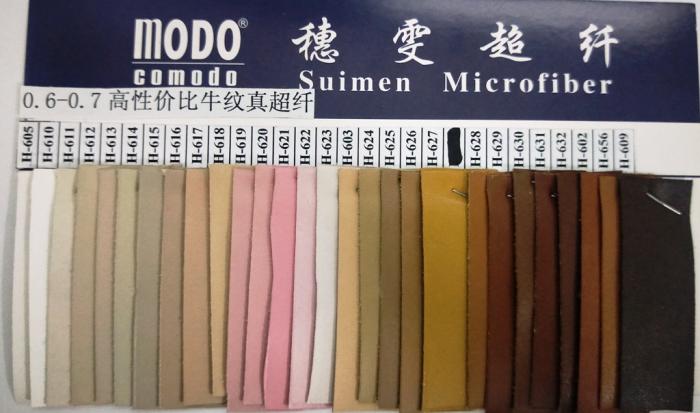 MODO®
comodo
穗雯超纤
Suimen Microfiber
0.6-0.7高性价比牛纹真超纤
H-605
H-610
H-611
H-612
H-613
H-614
H-615
H-616
H-617
H-618
H-619
H-620
H-621
H-622
H-623
H-603
H-624
H-625
H-626
H-627
H-628
H-629
H-630
H-631
H-632
H-602
H-656
H-609